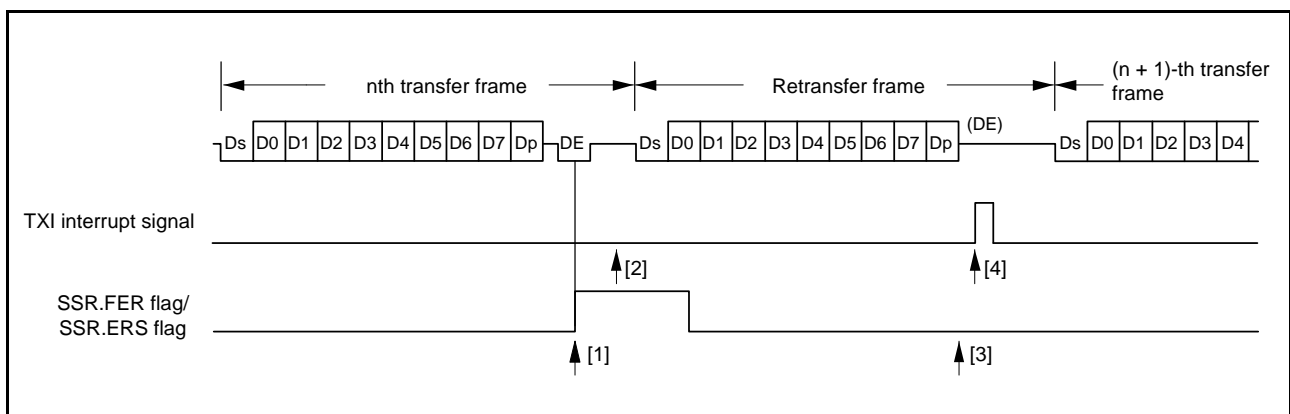 nth transfer frame
Retransfer frame
(n + 1)-th transfer
frame
(DE)
Ds D0 D1 D2 D3 D4 D5 D6 D7 Dp DE Ds D0 D1 D2 D3 D4 D5 D6 D7 Dp Ds D0 D1 D2 D3 D4
TXI interrupt signal
[2] [4]
SSR.FER flag/
SSR.ERS flag
[1] [3]